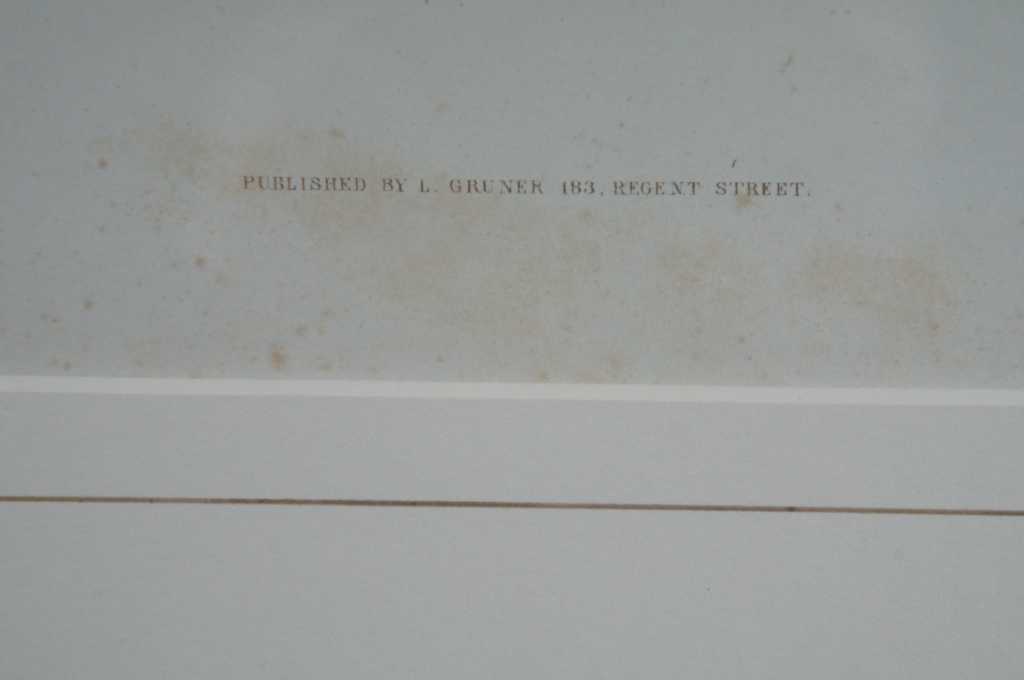 PUBLISHED BY L. GRUNER 183, REGENT STREET.